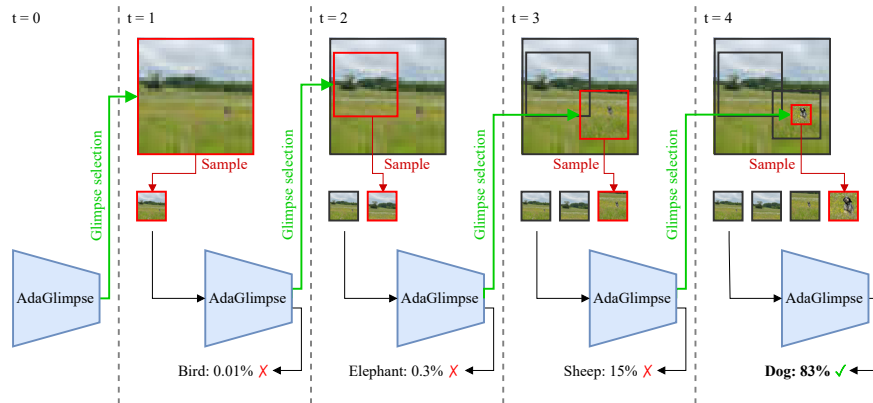 t = 0
t = 1
t = 2
t = 3
t = 4
Glimpse selection
Glimpse selection
Glimpse selection
Glimpse selection
Sample
Sample
Sample
Sample
AdaGlimpse
AdaGlimpse
AdaGlimpse
AdaGlimpse
AdaGlimpse
Bird: 0.01% ✗
Elephant: 0.3% ✗
Sheep: 15% ✗
Dog: 83% ✓